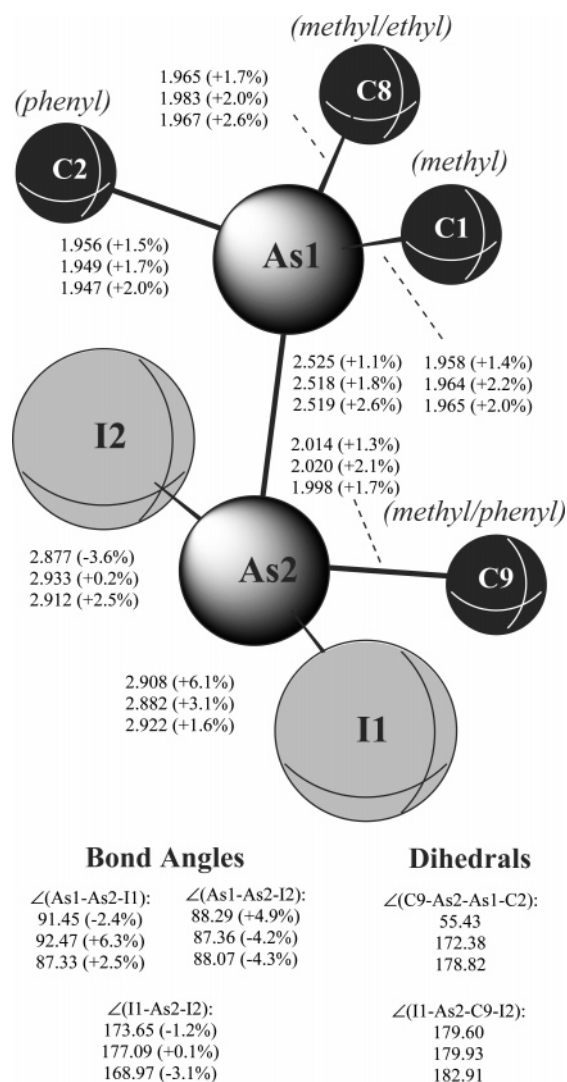 (methyl/ethyl)
1.965 (+1.7%)
1.983 (+2.0%)
1.967 (+2.6%)
C8
(phenyl)
C2
(methyl)
C1
As1
1.956 (+1.5%)
1.949 (+1.7%)
1.947 (+2.0%)
2.525 (+1.1%)
2.518 (+1.8%)
2.519 (+2.6%)
1.958 (+1.4%)
1.964 (+2.2%)
1.965 (+2.0%)
I2
2.014 (+1.3%)
2.020 (+2.1%)
1.998 (+1.7%)
(methyl/phenyl)
As2
C9
2.877 (-3.6%)
2.933 (+0.2%)
2.912 (+2.5%)
2.908 (+6.1%)
2.882 (+3.1%)
2.922 (+1.6%)
I1
Bond Angles
∠(As1-As2-I1):
91.45 (-2.4%)
92.47 (+6.3%)
87.33 (+2.5%)
∠(As1-As2-I2):
88.29 (+4.9%)
87.36 (-4.2%)
88.07 (-4.3%)
∠(I1-As2-I2):
173.65 (-1.2%)
177.09 (+0.1%)
168.97 (-3.1%)
Dihedrals
∠(C9-As2-As1-C2):
55.43
172.38
178.82
∠(I1-As2-C9-I2):
179.60
179.93
182.91